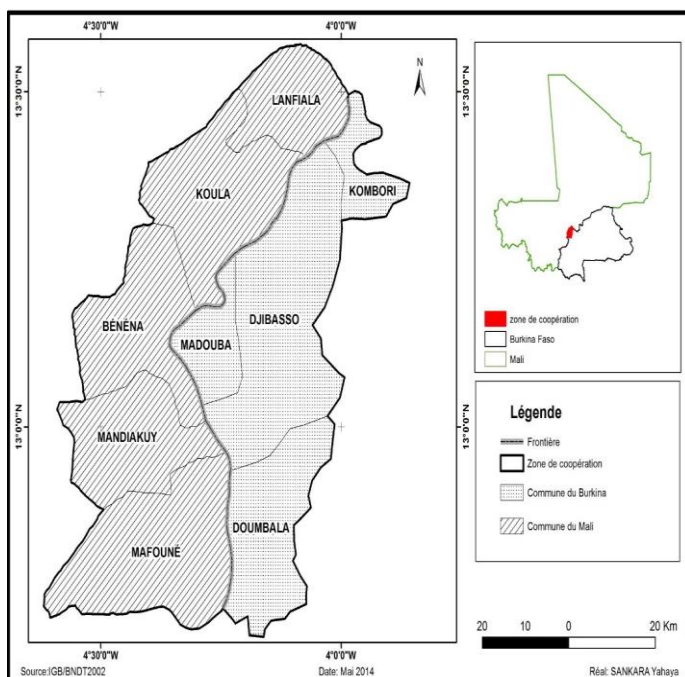 4°30'0"W
4°0'0"W
13°30'0"N
13°30'0"N
N
LANFIALA
KOMBORI
KOULA
DJIBASSO
BÉNÉNA
MADOUBA
MANDIAKUY
13°0'0"N
13°0'0"N
DOUMBALA
MAFOUNÉ
4°30'0"W
4°0'0"W
zone de coopération
Burkina Faso
Mali
Légende
Frontière
Zone de coopération
Commune du Burkina
Commune du Mali
20 10 0 20 Km
Source:IGB/BNDT2002
Date: Mai 2014
Réal: SANKARA Yahaya